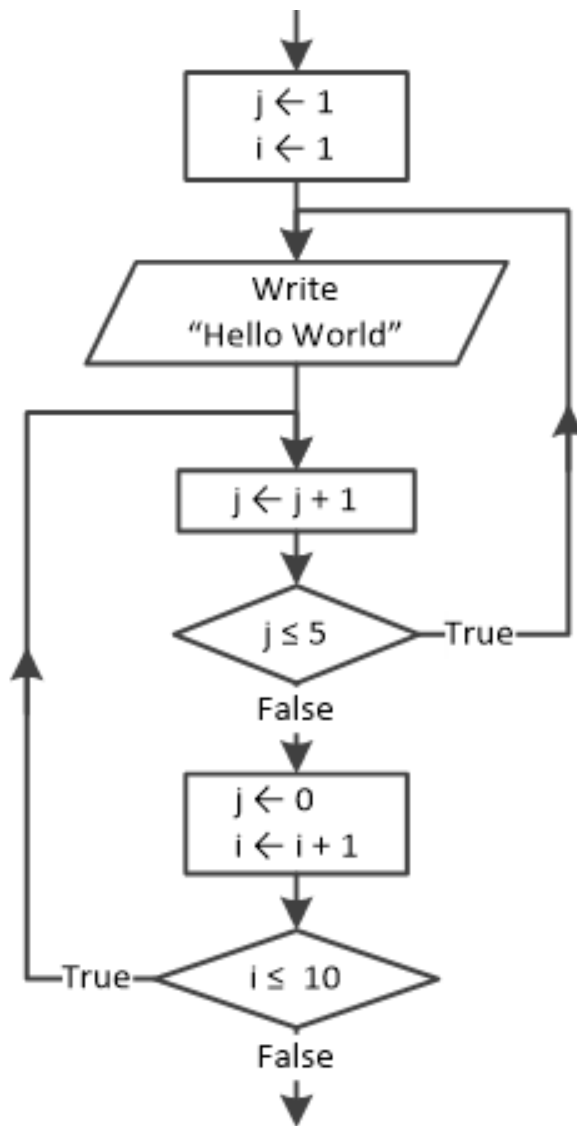 j ← 1
i ← 1
Write
“Hello World”
j ← j + 1
j ≤ 5
True
False
j ← 0
i ← i + 1
True
i ≤ 10
False